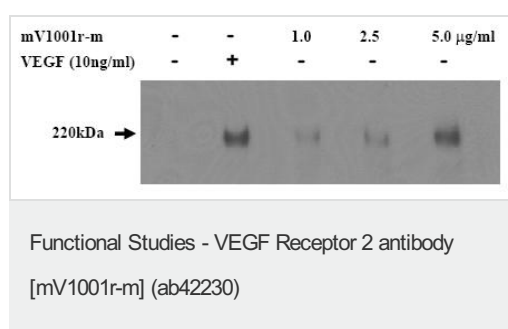 mV1001r-m - - 1.0 2.5 5.0 µg/ml
VEGF (10ng/ml) - + - - -
220kDa
Functional Studies - VEGF Receptor 2 antibody
[mV1001r-m] (ab42230)